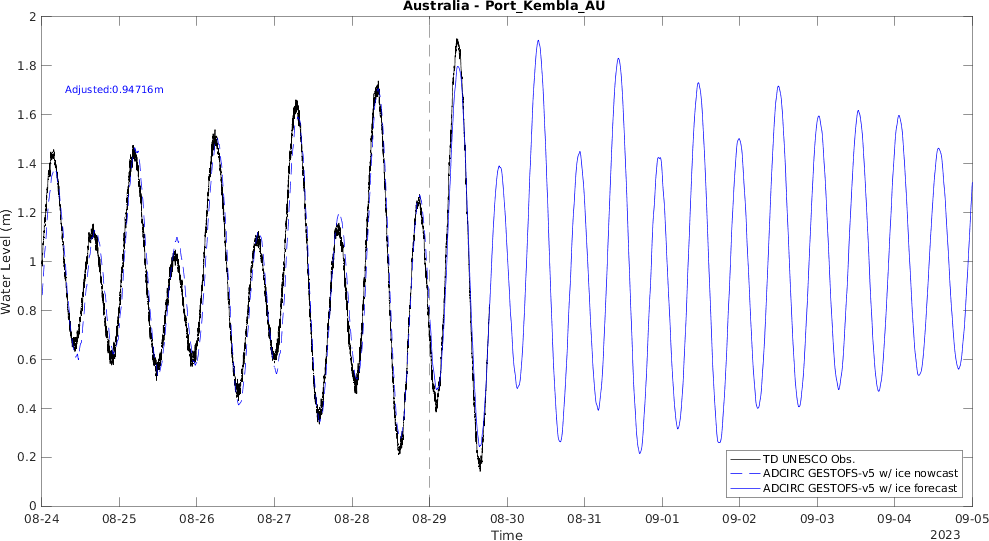 Australia - Port_Kembla_AU
2
1.8
1.6
1.4
1.2
1
0.8
0.6
0.4
0.2
0
Water Level (m)
Adjusted:0.94716m
TD UNESCO Obs.
ADCIRC GESTOFS-v5 w/ ice nowcast
ADCIRC GESTOFS-v5 w/ ice forecast
08-24 08-25 08-26 08-27 08-28 08-29 08-30 08-31 09-01 09-02 09-03 09-04 09-05
Time
2023